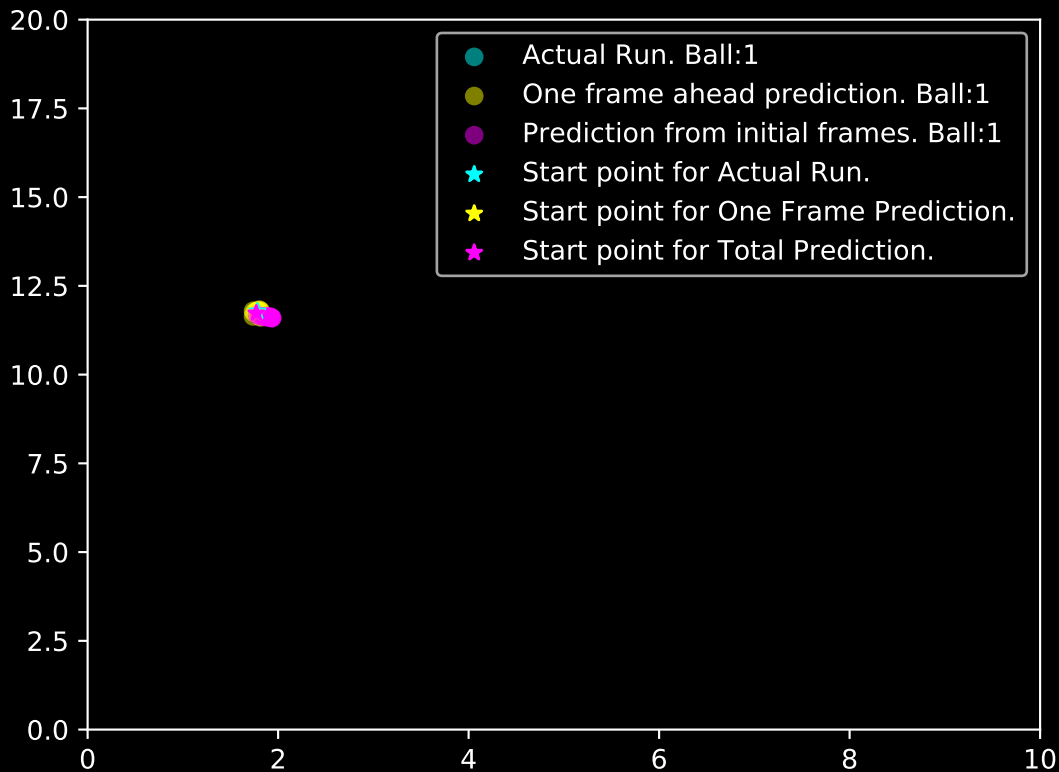 20.0
17.5
15.0
12.5
10.0
7.5
5.0
2.5
0.0
0 2 4 6 8 10
Actual Run. Ball:1
One frame ahead prediction. Ball:1
Prediction from initial frames. Ball:1
Start point for Actual Run.
Start point for One Frame Prediction.
Start point for Total Prediction.